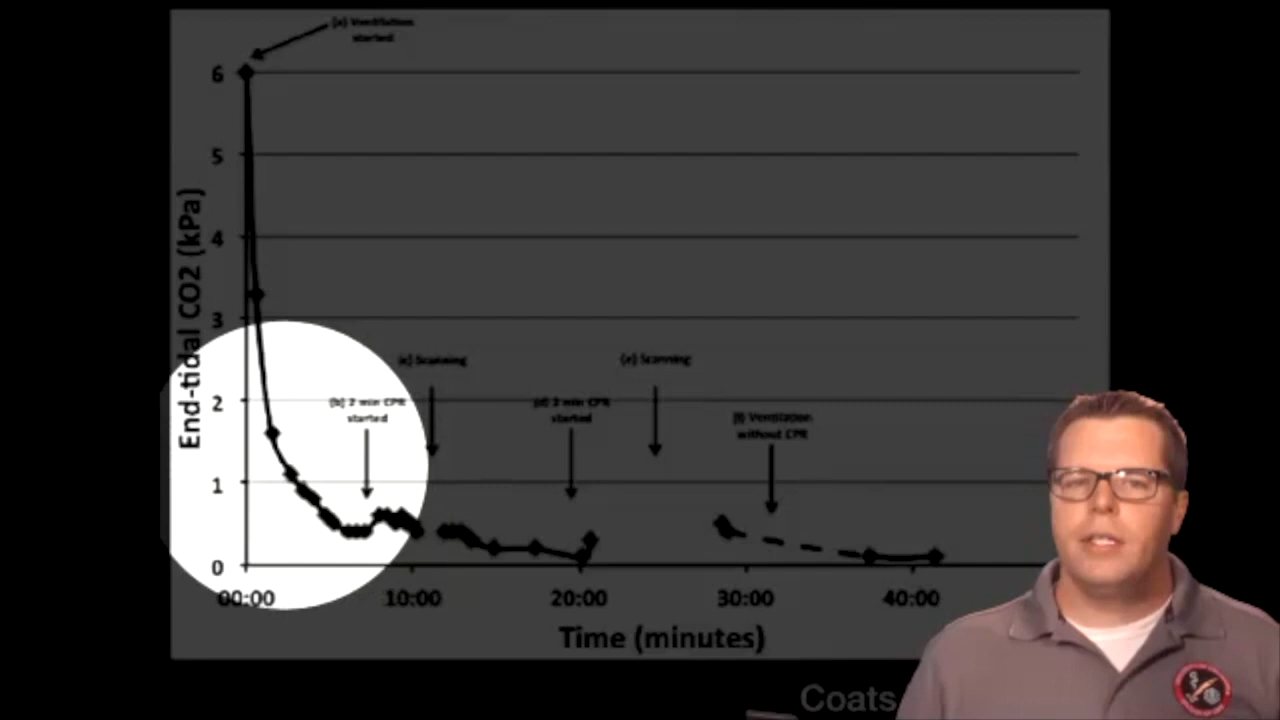 (a) Ventilation
started
6
5
4
3
2
1
0
End-tidal CO2 (kPa)
(c) Scanning
(e) Scanning
(b) 2 min CPR
started
(d) 2 min CPR
started
(f) Ventilation
without CPR
00:00 10:00 20:00 30:00 40:00
Time (minutes)
Coats